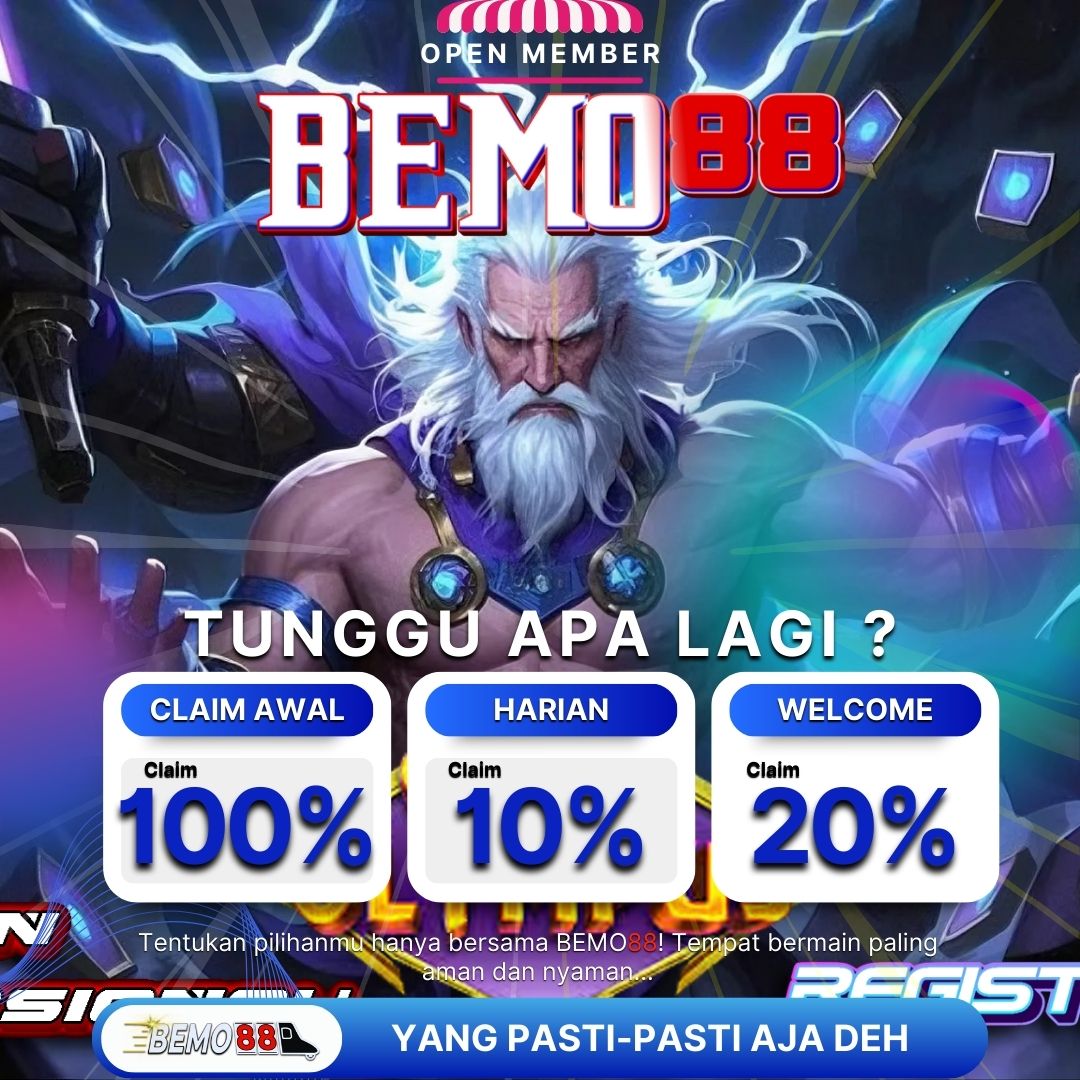 OPEN MEMBER
BEMO88
TUNGGU APA LAGI ?
CLAIM AWAL
Claim
100%
HARIAN
Claim
10%
WELCOME
Claim
20%
Tentukan pilihanmu hanya bersama BEMO88! Tempat bermain paling
aman dan nyaman...
REGIST
BEMO88
YANG PASTI-PASTI AJA DEH